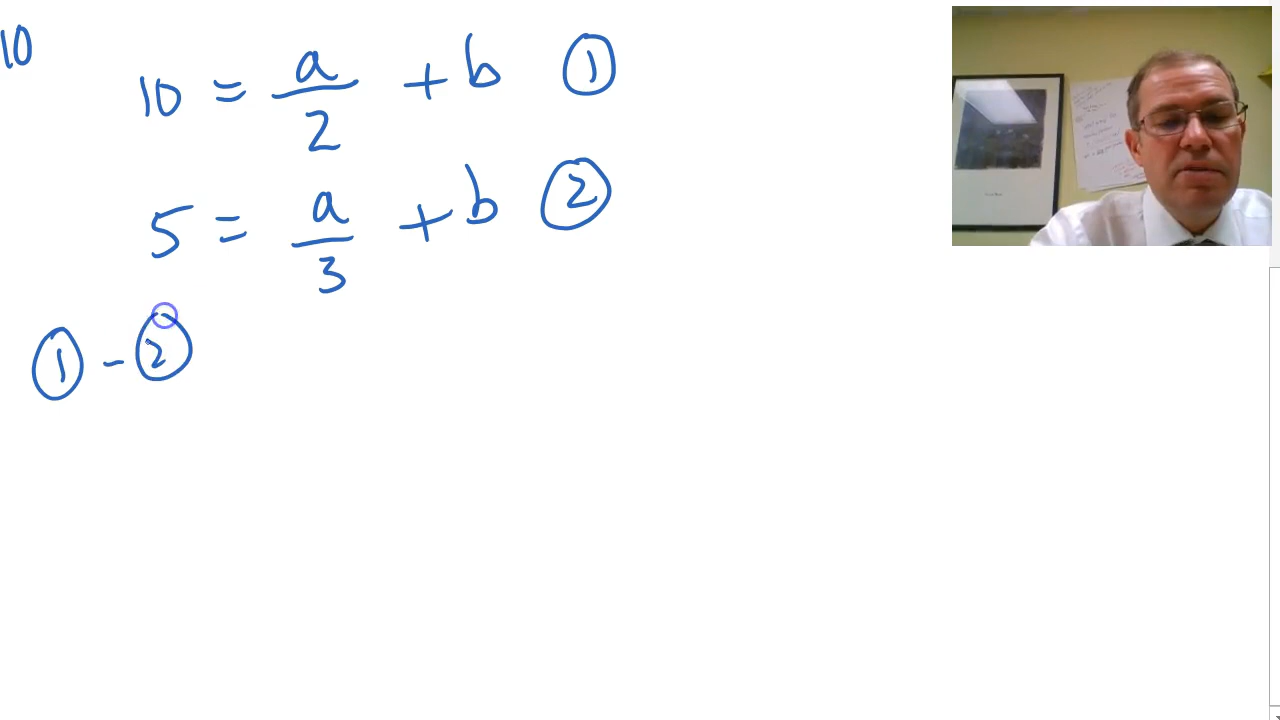 10
10 = a/2 + b ①
5 = a/3 + b ②
① - ②